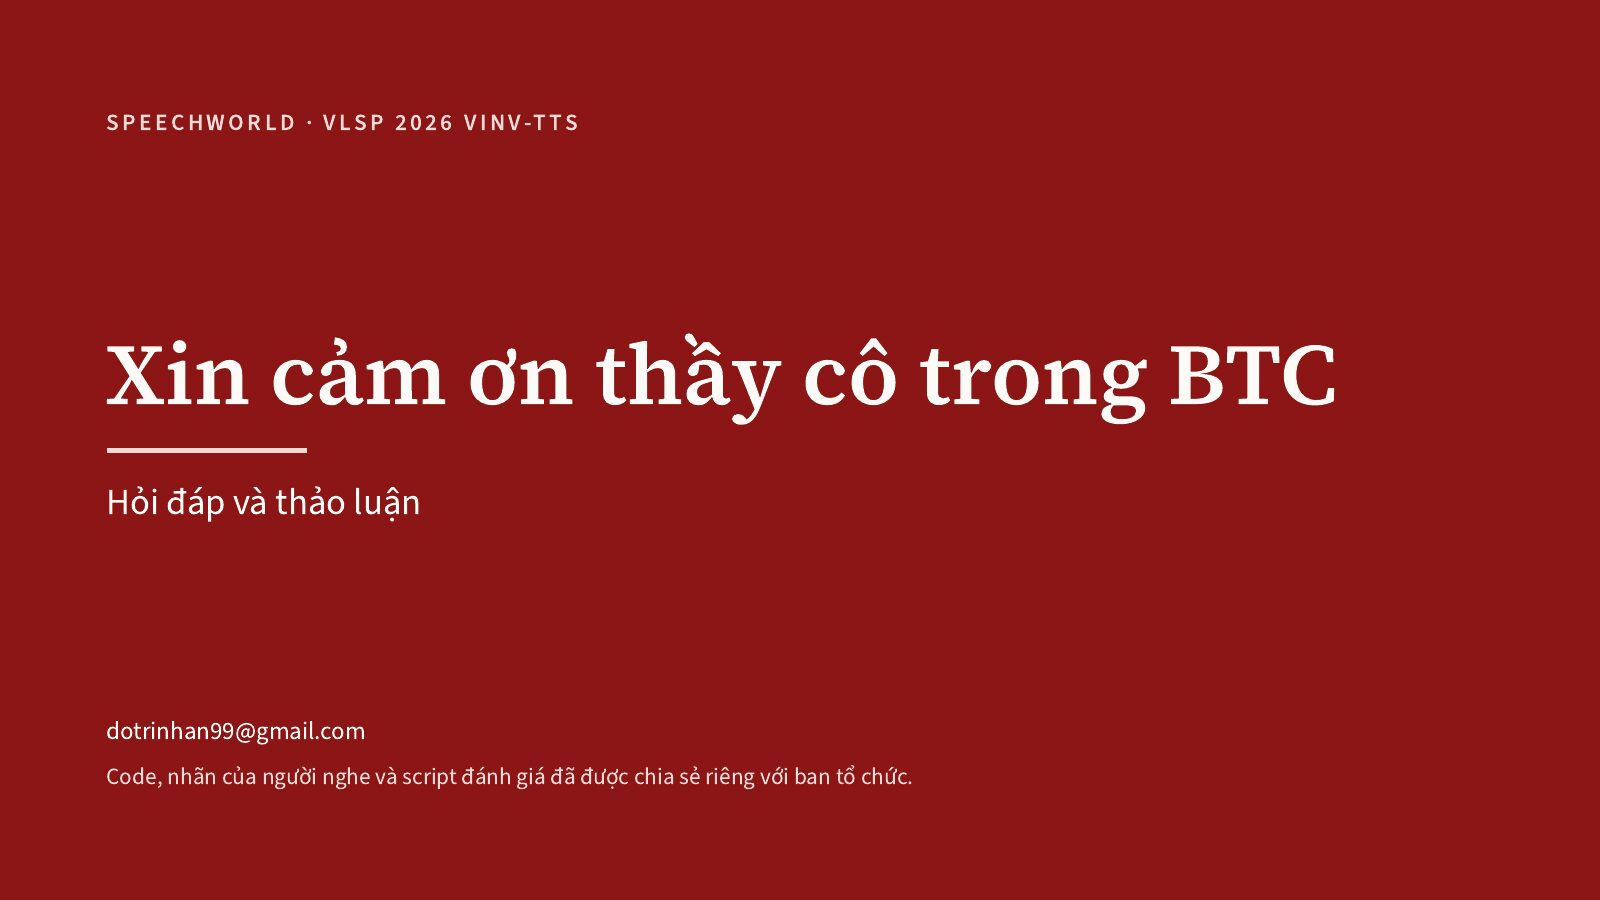 SPEECHWORLD · VLSP 2026 VINV-TTS
Xin cảm ơn thầy cô trong BTC
Hỏi đáp và thảo luận
dotrinhan99@gmail.com
Code, nhãn của người nghe và script đánh giá đã được chia sẻ riêng với ban tổ chức.